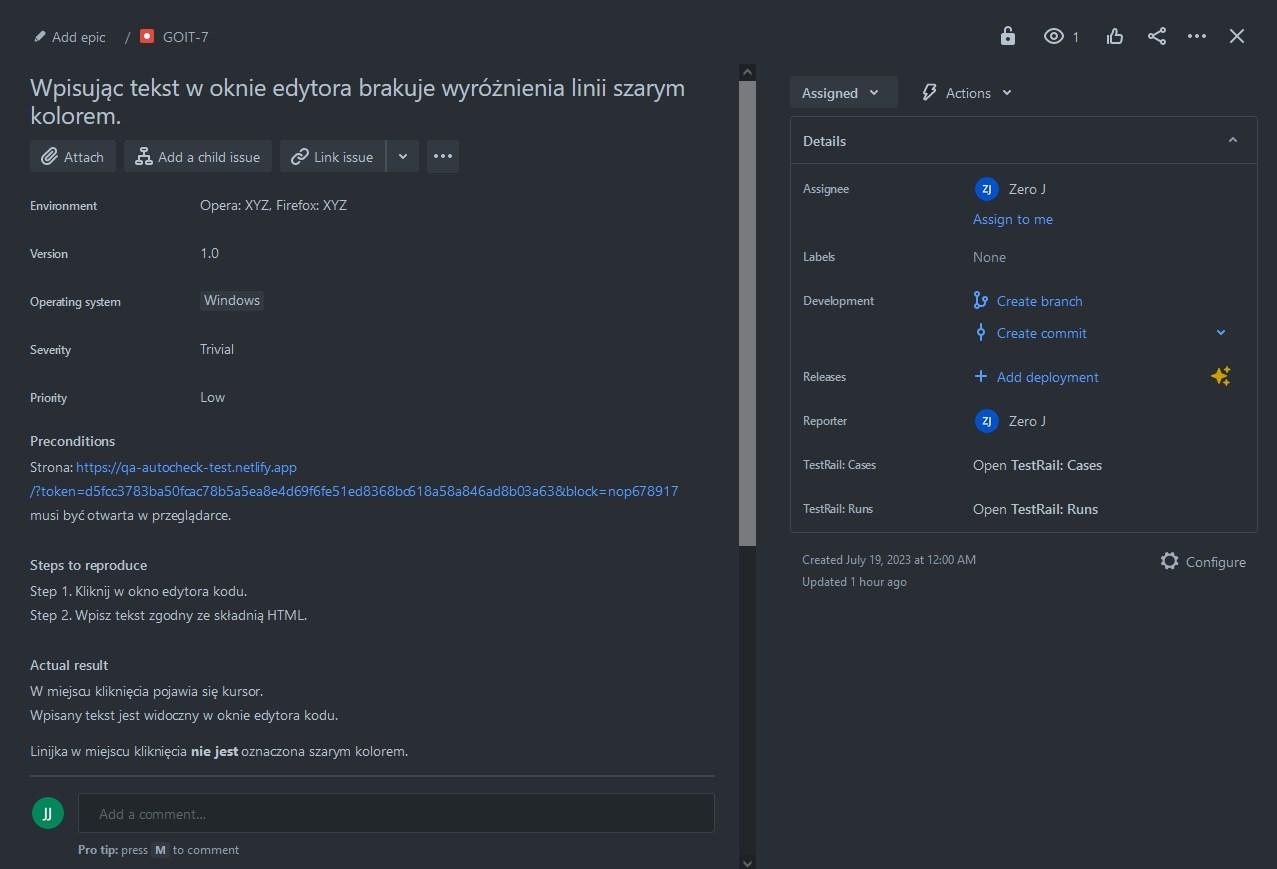 Add epic / GOIT-7
1
Wpisując tekst w oknie edytora brakuje wyróżnienia linii szarym
kolorem.
Attach Add a child issue Link issue
Environment Opera: XYZ, Firefox: XYZ
Version 1.0
Operating system Windows
Severity Trivial
Priority Low
Preconditions
Strona: https://qa-autocheck-test.netlify.app
/?token=d5fcc3783ba50fcac78b5a5ea8e4d69f6fe51ed8368bc618a58a846ad8b03a63&block=nop678917
musi być otwarta w przeglądarce.
Steps to reproduce
Step 1. Kliknij w okno edytora kodu.
Step 2. Wpisz tekst zgodny ze składnią HTML.
Actual result
W miejscu kliknięcia pojawia się kursor.
Wpisany tekst jest widoczny w oknie edytora kodu.
Linijka w miejscu kliknięcia nie jest oznaczona szarym kolorem.
JJ Add a comment...
Pro tip: press M to comment
Assigned Actions
Details
Assignee ZJ Zero J
Assign to me
Labels None
Development Create branch
Create commit
Releases + Add deployment
Reporter ZJ Zero J
TestRail: Cases Open TestRail: Cases
TestRail: Runs Open TestRail: Runs
Created July 19, 2023 at 12:00 AM
Updated 1 hour ago
Configure